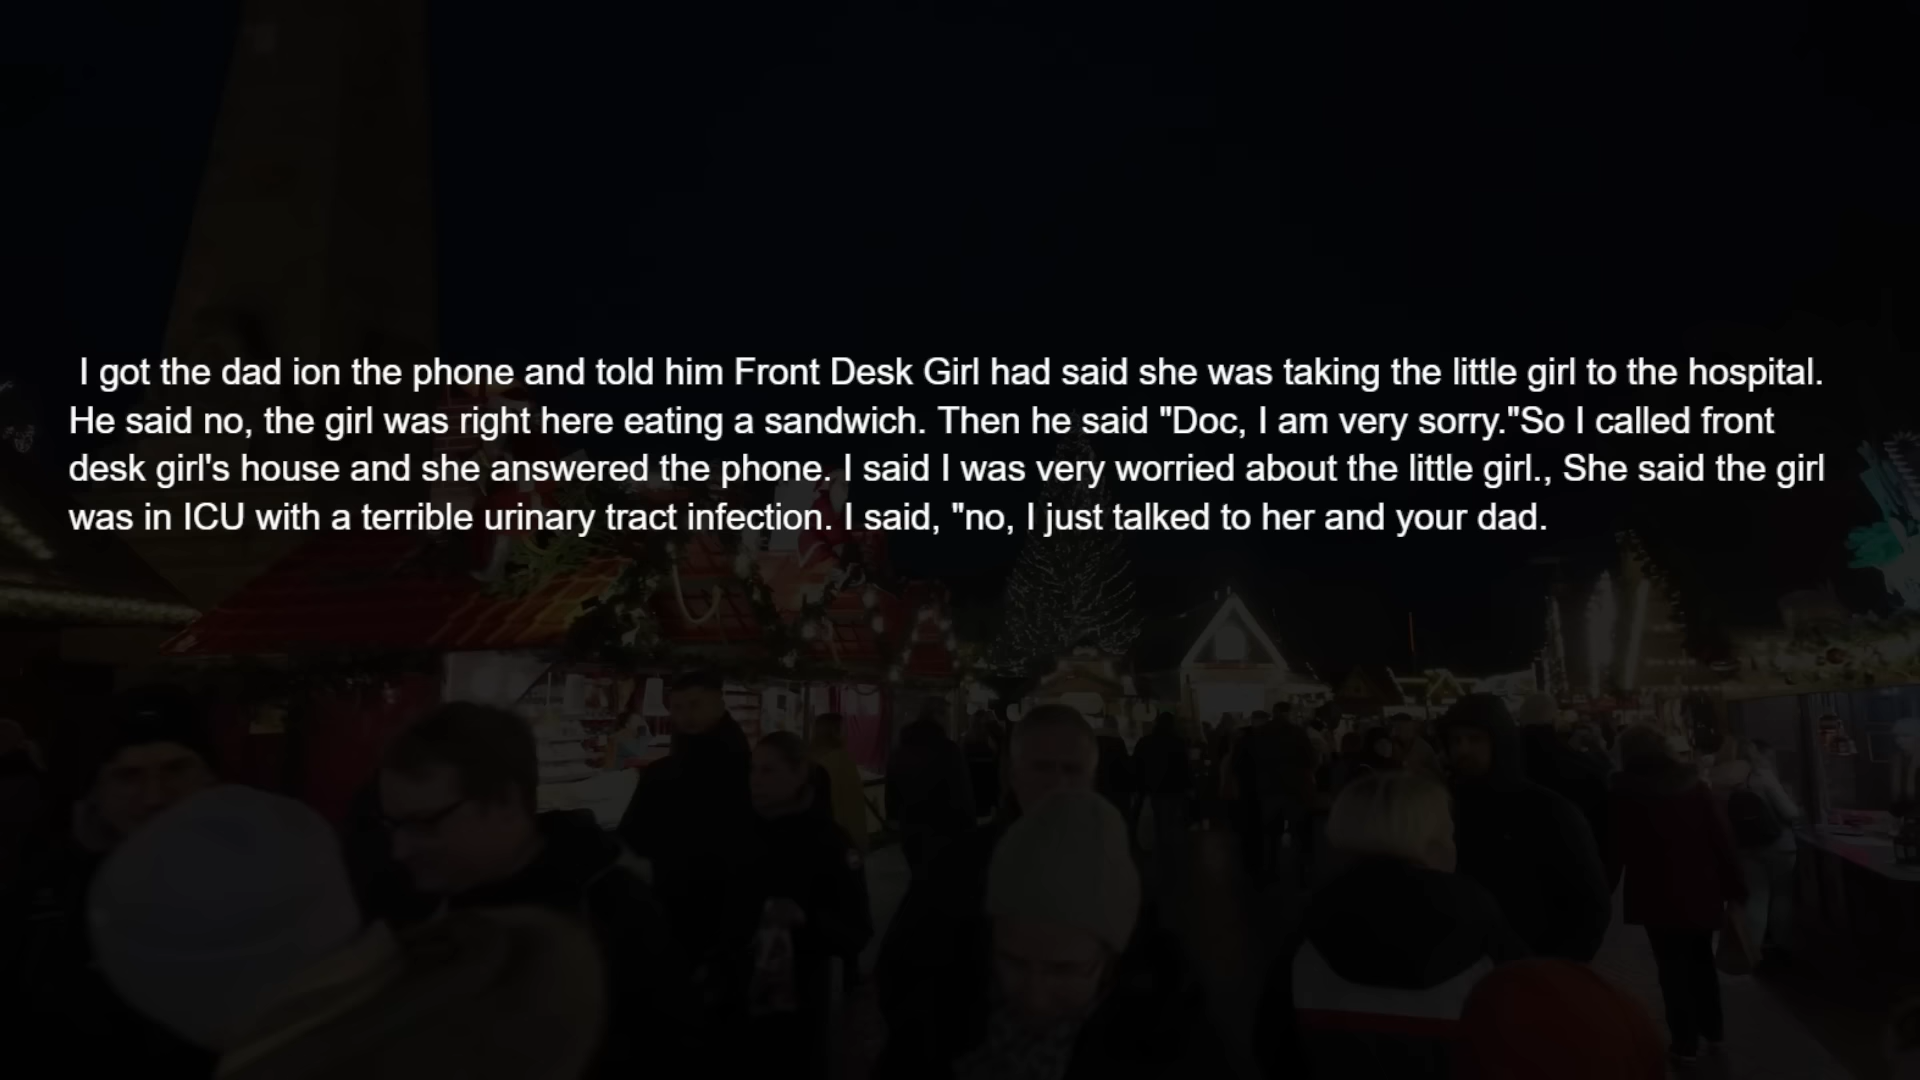 I got the dad ion the phone and told him Front Desk Girl had said she was taking the little girl to the hospital.
He said no, the girl was right here eating a sandwich. Then he said "Doc, I am very sorry."So I called front
desk girl's house and she answered the phone. I said I was very worried about the little girl., She said the girl
was in ICU with a terrible urinary tract infection. I said, "no, I just talked to her and your dad.